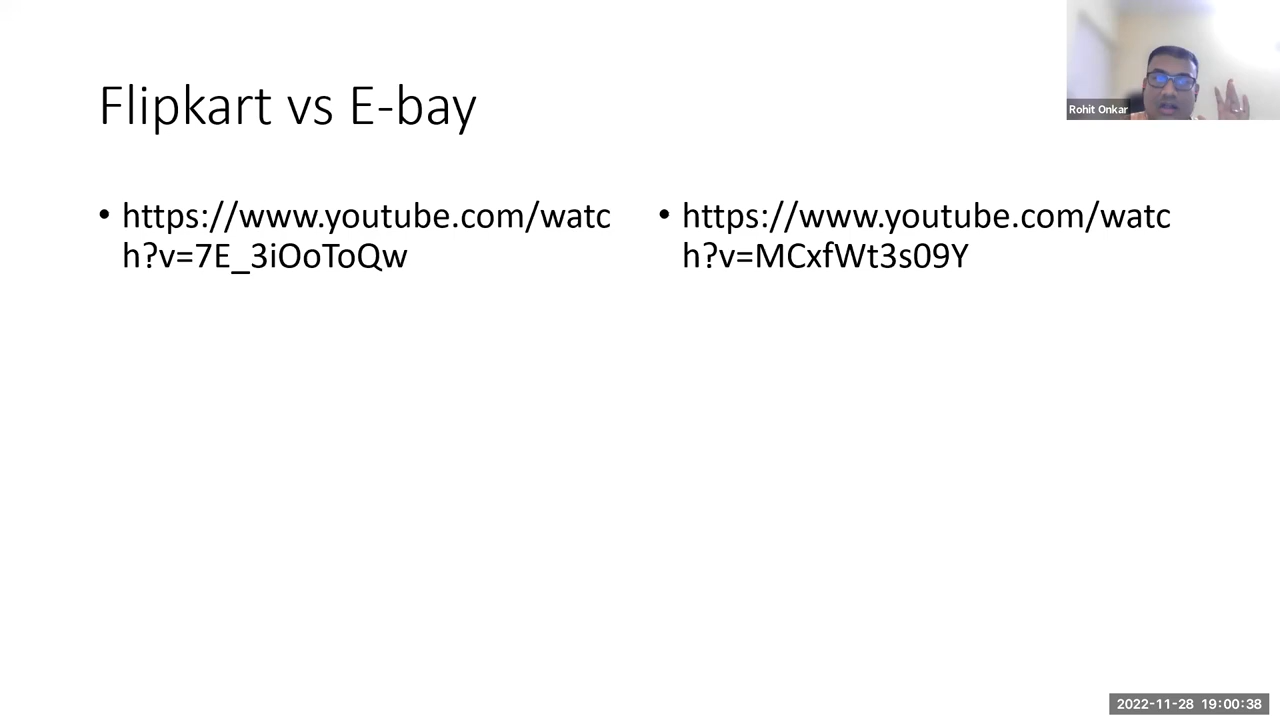 Flipkart vs E-bay
• https://www.youtube.com/watc
h?v=7E_3iOoToQw
• https://www.youtube.com/watc
h?v=MCxfWt3s09Y
Rohit Onkar
2022-11-28 19:00:38